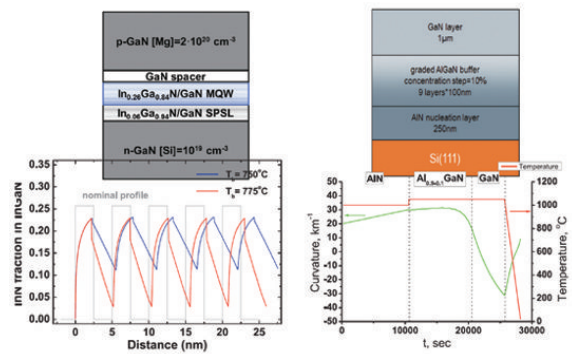 p-GaN [Mg]=2·10²⁰ cm⁻³
GaN spacer
In₀.₂₆Ga₀.₈₄N/GaN MQW
In₀.₀₆Ga₀.₉₄N/GaN SPSL
n-GaN [Si]=10¹⁹ cm⁻³
InN fraction in InGaN
0.35
0.30
0.25
0.20
0.15
0.10
0.05
0.00
nominal profile
T = 750°C
T = 775°C
0 5 10 15 20 25
Distance (nm)
GaN layer
1µm
graded AlGaN buffer
concentration step=10%
9 layers*100nm
AlN nucleation layer
250nm
Si(111)
Temperature
AlN
GaN
GaN
Curvature, km⁻¹
50
40
30
20
10
0
-10
-20
-30
-40
-50
1200
1000
800
600
400
200
0
Temperature, °C
0 10000 20000 30000
t, sec